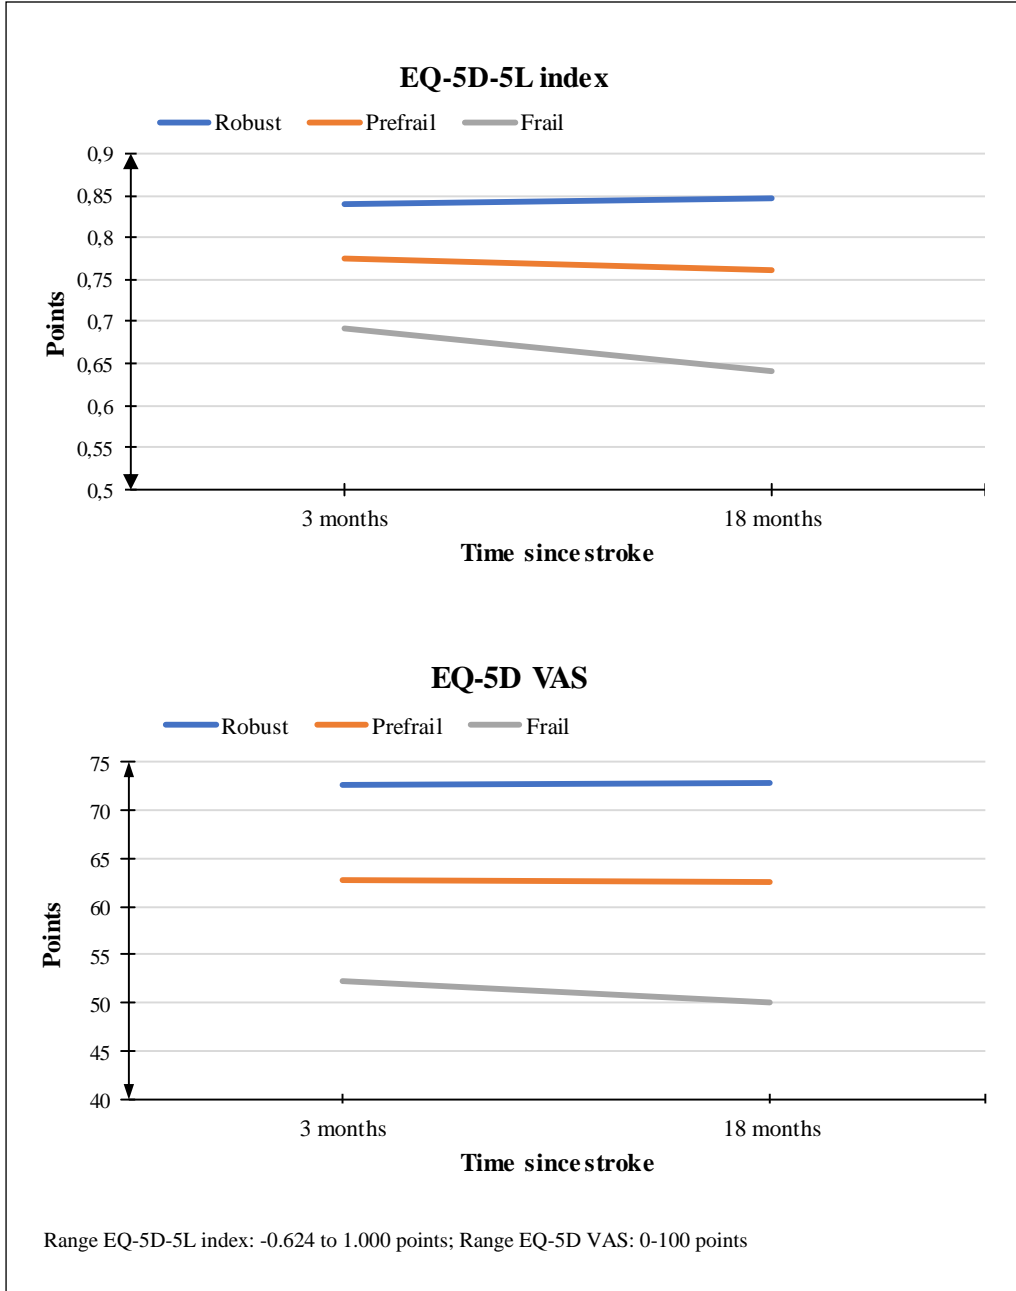 EQ-5D-5L index
Robust Prefrail Frail
0,9
0,85
0,8
0,75
0,7
0,65
0,6
0,55
0,5
Points
3 months 18 months
Time since stroke
EQ-5D VAS
Robust Prefrail Frail
75
70
65
60
55
50
45
40
Points
3 months 18 months
Time since stroke
Range EQ-5D-5L index: -0.624 to 1.000 points; Range EQ-5D VAS: 0-100 points